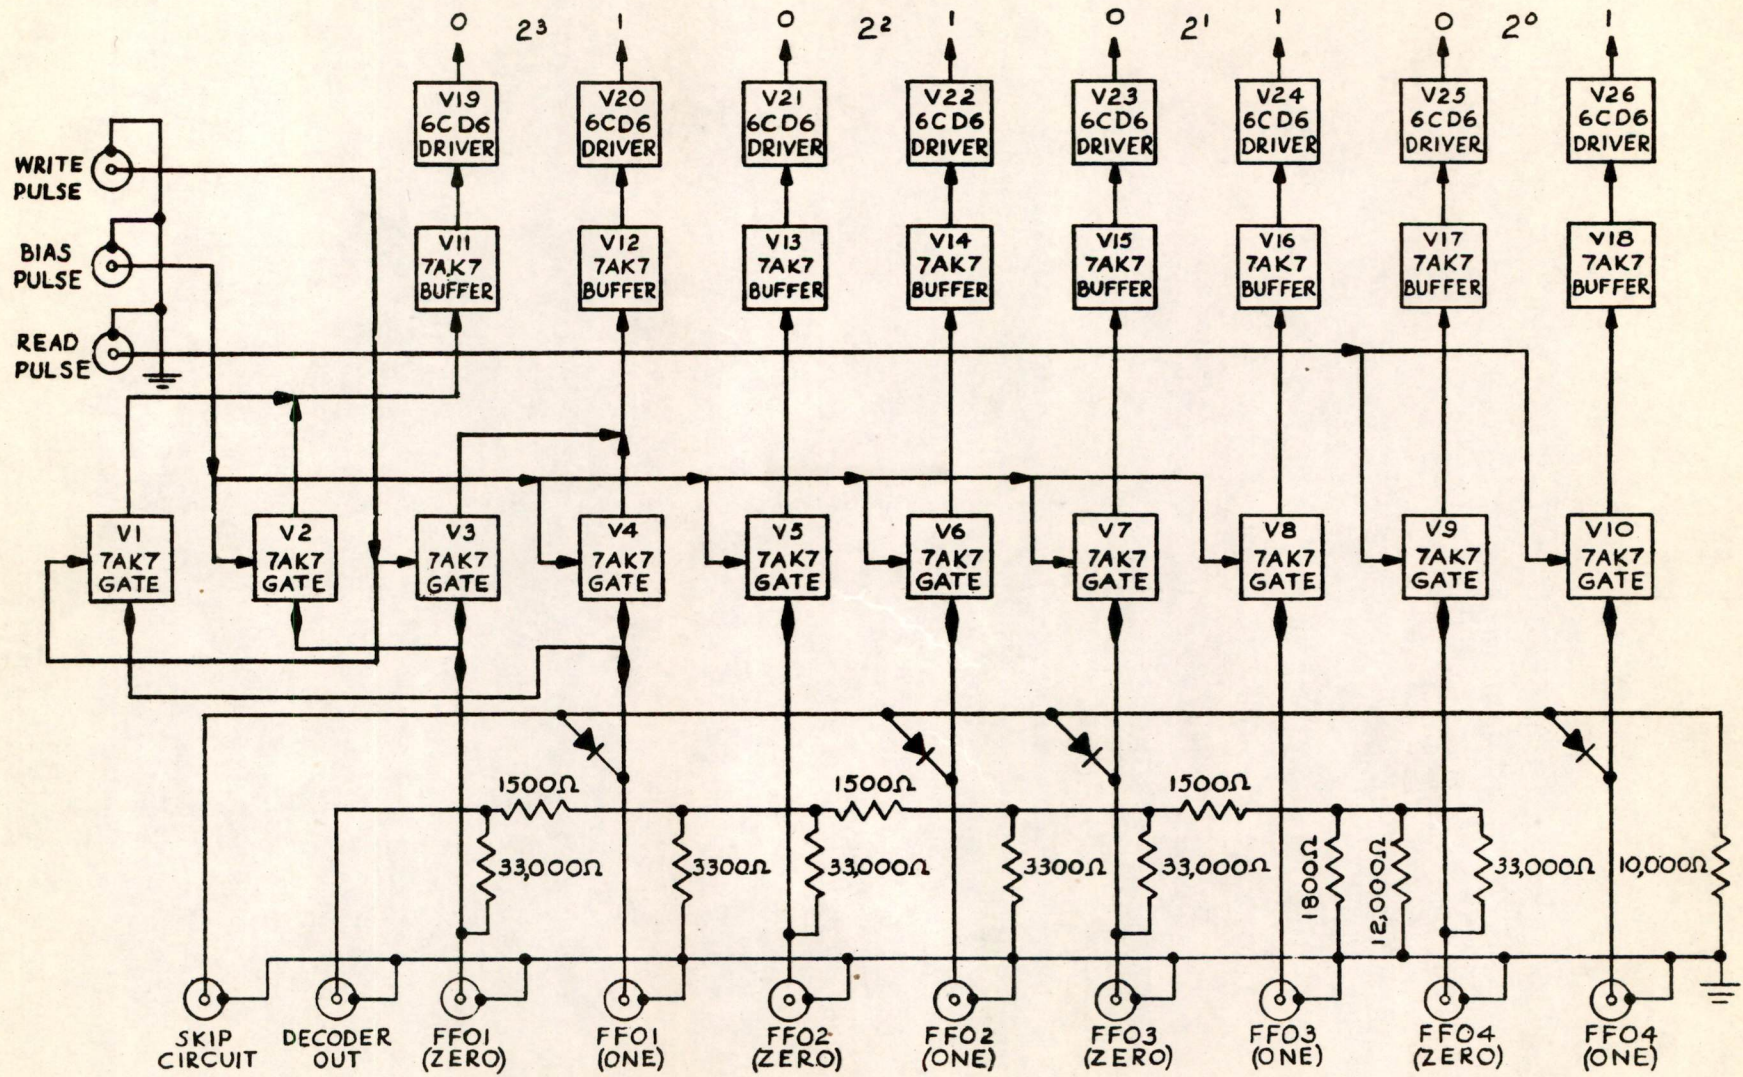 0 2³ 1 0 2² 1 0 2¹ 1 0 2⁰ 1
V19
6CD6
DRIVER
V20
6CD6
DRIVER
V21
6CD6
DRIVER
V22
6CD6
DRIVER
V23
6CD6
DRIVER
V24
6CD6
DRIVER
V25
6CD6
DRIVER
V26
6CD6
DRIVER
WRITE
PULSE
BIAS
PULSE
READ
PULSE
V11
7AK7
BUFFER
V12
7AK7
BUFFER
V13
7AK7
BUFFER
V14
7AK7
BUFFER
V15
7AK7
BUFFER
V16
7AK7
BUFFER
V17
7AK7
BUFFER
V18
7AK7
BUFFER
V1
7AK7
GATE
V2
7AK7
GATE
V3
7AK7
GATE
V4
7AK7
GATE
V5
7AK7
GATE
V6
7AK7
GATE
V7
7AK7
GATE
V8
7AK7
GATE
V9
7AK7
GATE
V10
7AK7
GATE
1500Ω
1500Ω
1500Ω
33,000Ω
3300Ω
33,000Ω
3300Ω
33,000Ω
1800Ω
12,000Ω
33,000Ω
10,000Ω
SKIP
CIRCUIT
DECODER
OUT
FF01
(ZERO)
FF01
(ONE)
FF02
(ZERO)
FF02
(ONE)
FF03
(ZERO)
FF03
(ONE)
FF04
(ZERO)
FF04
(ONE)